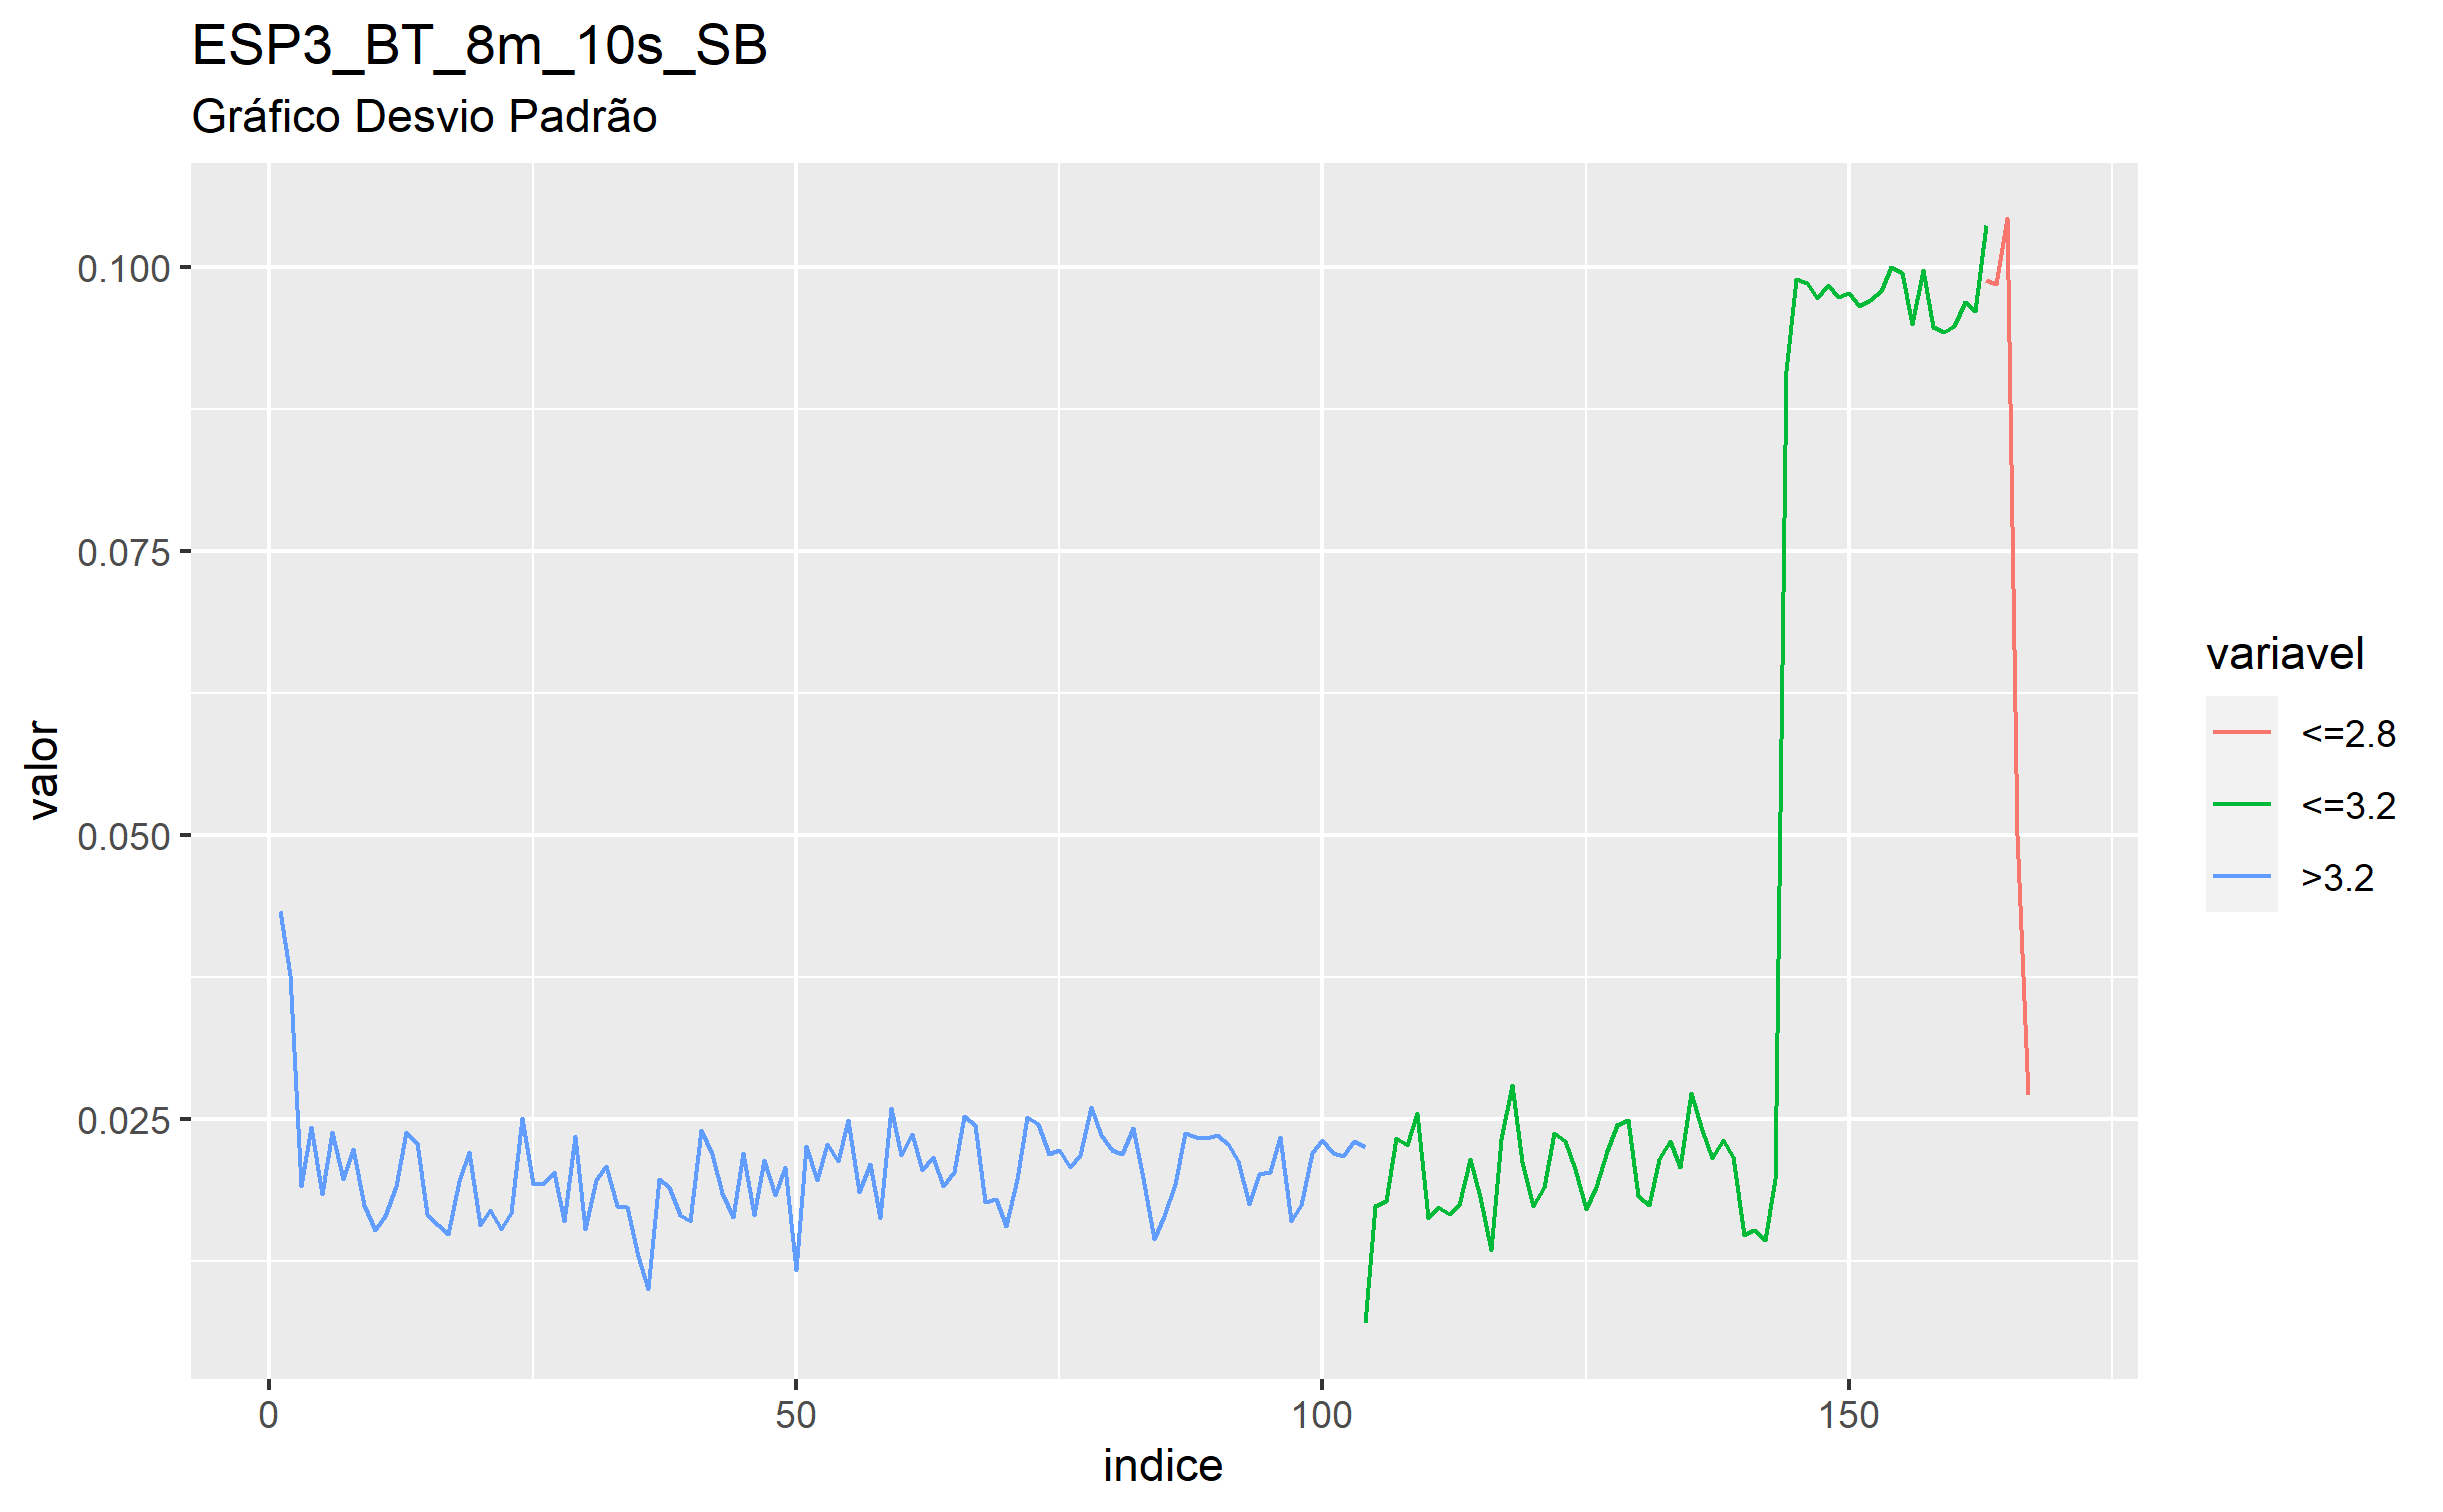 ESP3_BT_8m_10s_SB
Gráfico Desvio Padrão
valor
0.100
0.075
0.050
0.025
0
50
100
150
indice
variavel
<=2.8
<=3.2
>3.2